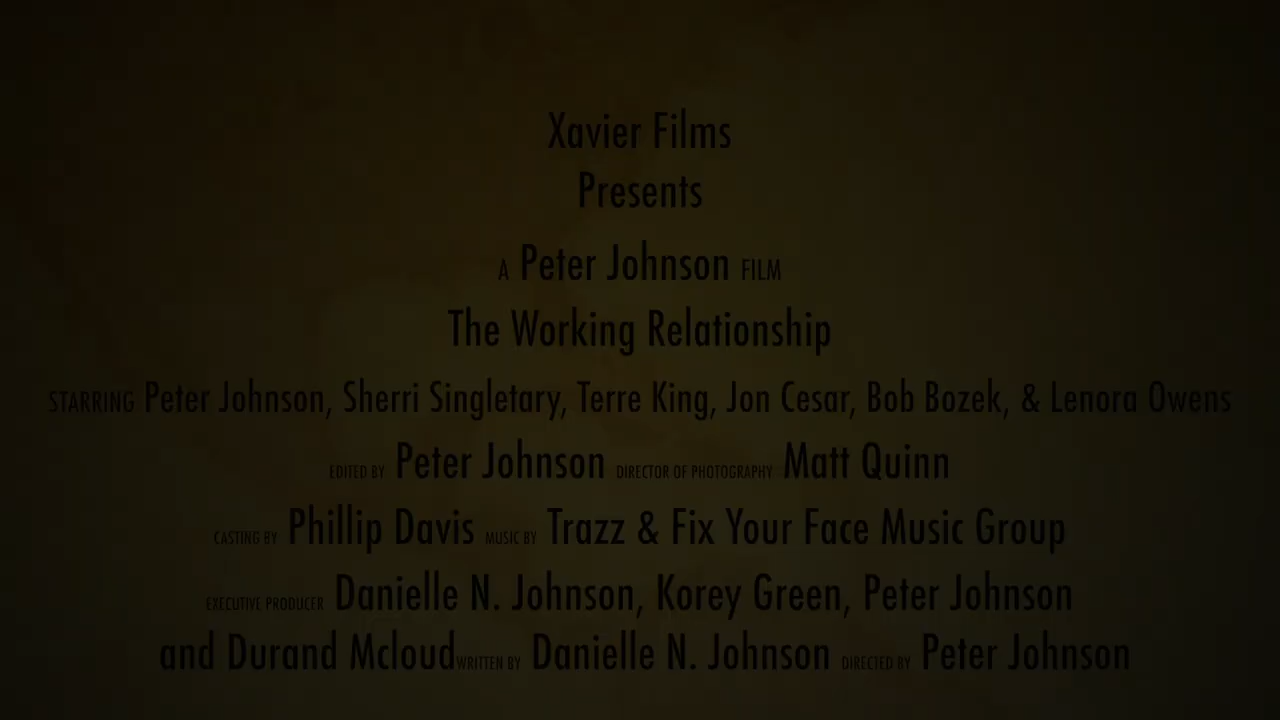 Xavier Films
Presents
A Peter Johnson FILM
The Working Relationship
STARRING Peter Johnson, Sherri Singletary, Terre King, Jon Cesar, Bob Bozek, & Lenora Owens
EDITED BY Peter Johnson DIRECTOR OF PHOTOGRAPHY Matt Quinn
CASTING BY Phillip Davis MUSIC BY Trazz & Fix Your Face Music Group
EXECUTIVE PRODUCER Danielle N. Johnson, Korey Green, Peter Johnson
and Durand McloudWRITTEN BY Danielle N. Johnson DIRECTED BY Peter Johnson